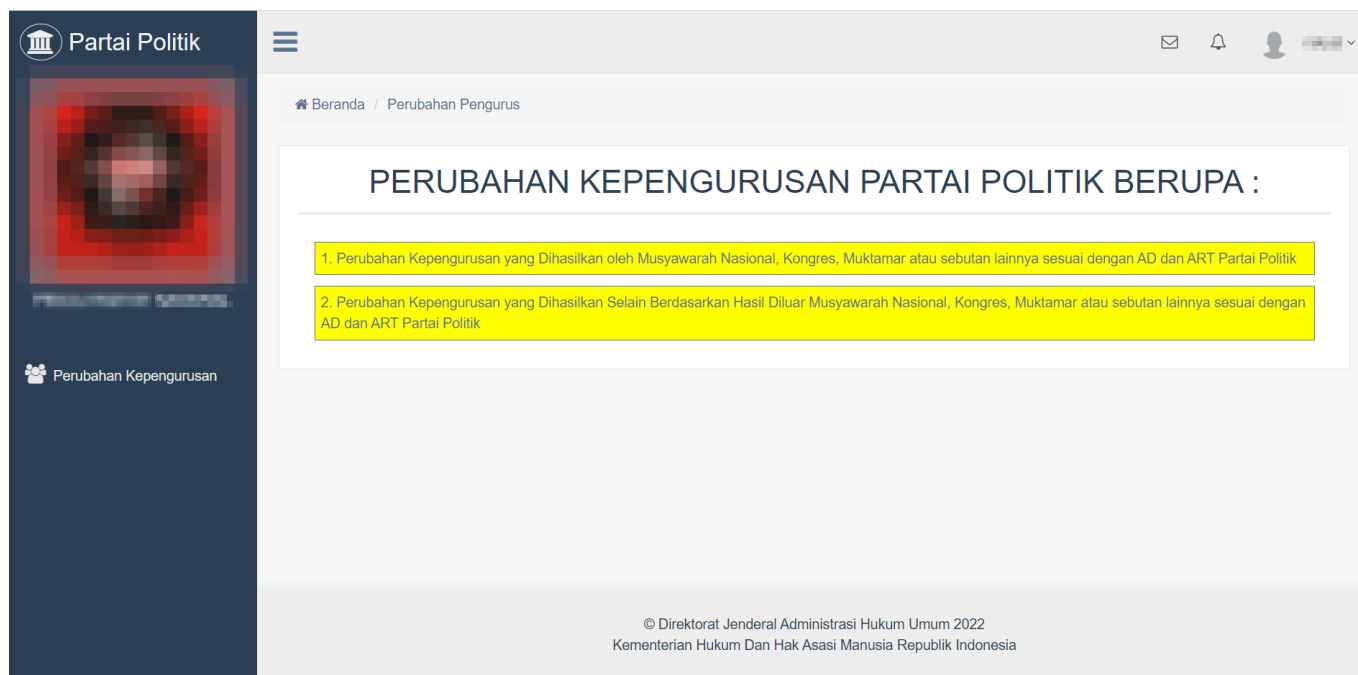 Partai Politik
Beranda / Perubahan Pengurus
PERUBAHAN KEPENGURUSAN PARTAI POLITIK BERUPA :
1. Perubahan Kepengurusan yang Dihasilkan oleh Musyawarah Nasional, Kongres, Muktamar atau sebutan lainnya sesuai dengan AD dan ART Partai Politik
2. Perubahan Kepengurusan yang Dihasilkan Selain Berdasarkan Hasil Diluar Musyawarah Nasional, Kongres, Muktamar atau sebutan lainnya sesuai dengan
AD dan ART Partai Politik
Perubahan Kepengurusan
© Direktorat Jenderal Administrasi Hukum Umum 2022
Kementerian Hukum Dan Hak Asasi Manusia Republik Indonesia